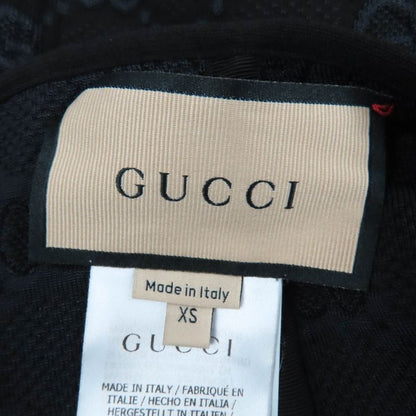 GUCCI
Made in Italy
XS
GUCCI
MADE IN ITALY / FABRIQUÉ EN
ITALIE / HECHO EN ITALIA /
HERGESTELLT IN ITALIEN /